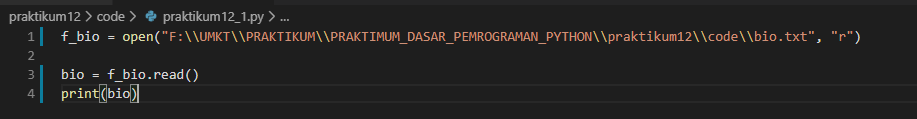 praktikum12 > code > praktikum12_1.py > ...
1 f_bio = open("F:\\UMKT\\PRAKTIKUM\\PRAKTIMUM_DASAR_PEMROGRAMAN_PYTHON\\praktikum12\\code\\bio.txt", "r")
2
3 bio = f_bio.read()
4 print(bio)